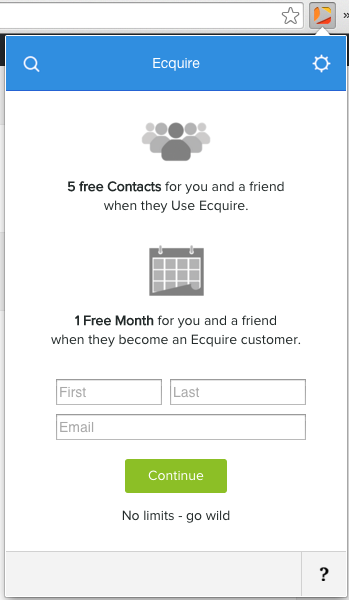 »
Ecquire
5 free Contacts for you and a friend
when they Use Ecquire.
1 Free Month for you and a friend
when they become an Ecquire customer.
First Last
Email
Continue
No limits - go wild
?